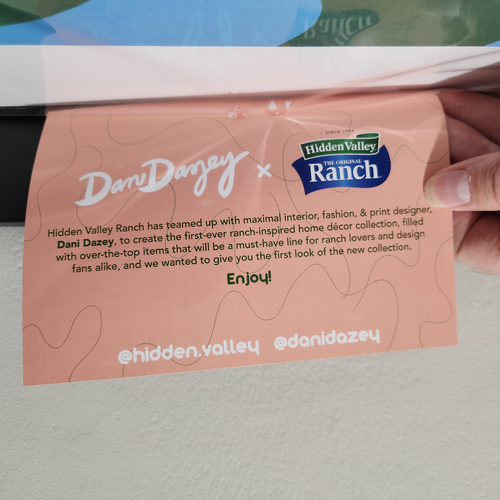 Ranch
DaniDazey x
SINCE 1954
Hidden Valley
THE ORIGINAL
Ranch
Hidden Valley Ranch has teamed up with maximal interior, fashion, & print designer,
Dani Dazey, to create the first-ever ranch-inspired home décor collection, filled
with over-the-top items that will be a must-have line for ranch lovers and design
fans alike, and we wanted to give you the first look of the new collection.
Enjoy!
@hidden.valley @danidazey